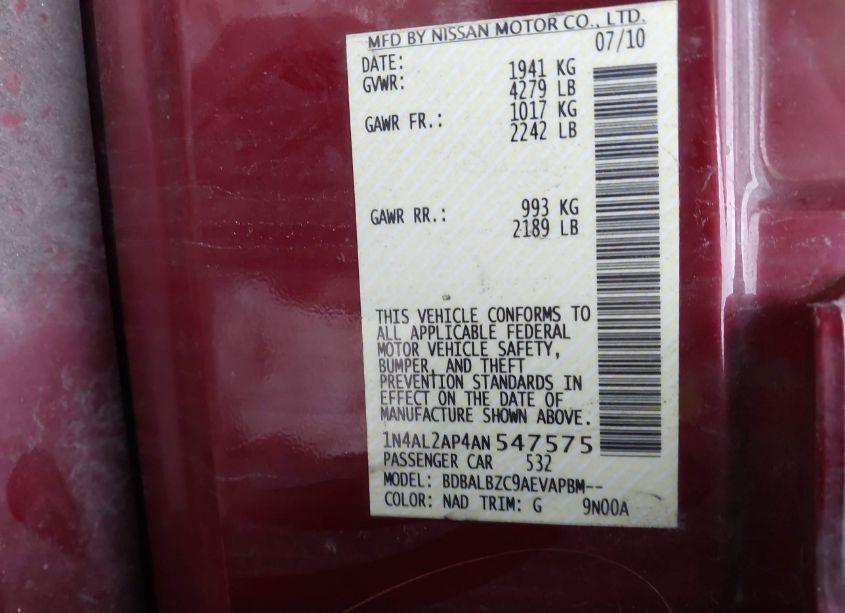 MFD BY NISSAN MOTOR CO., LTD.
DATE: 07/10
GVWR: 1941 KG
4279 LB
GAWR FR.: 1017 KG
2242 LB
GAWR RR.: 993 KG
2189 LB
THIS VEHICLE CONFORMS TO
ALL APPLICABLE FEDERAL
MOTOR VEHICLE SAFETY,
BUMPER, AND THEFT
PREVENTION STANDARDS IN
EFFECT ON THE DATE OF
MANUFACTURE SHOWN ABOVE.
1N4AL2AP4AN547575
PASSENGER CAR 532
MODEL: BDBALBZC9AEVAPBM--
COLOR: NAD TRIM: G 9N00A